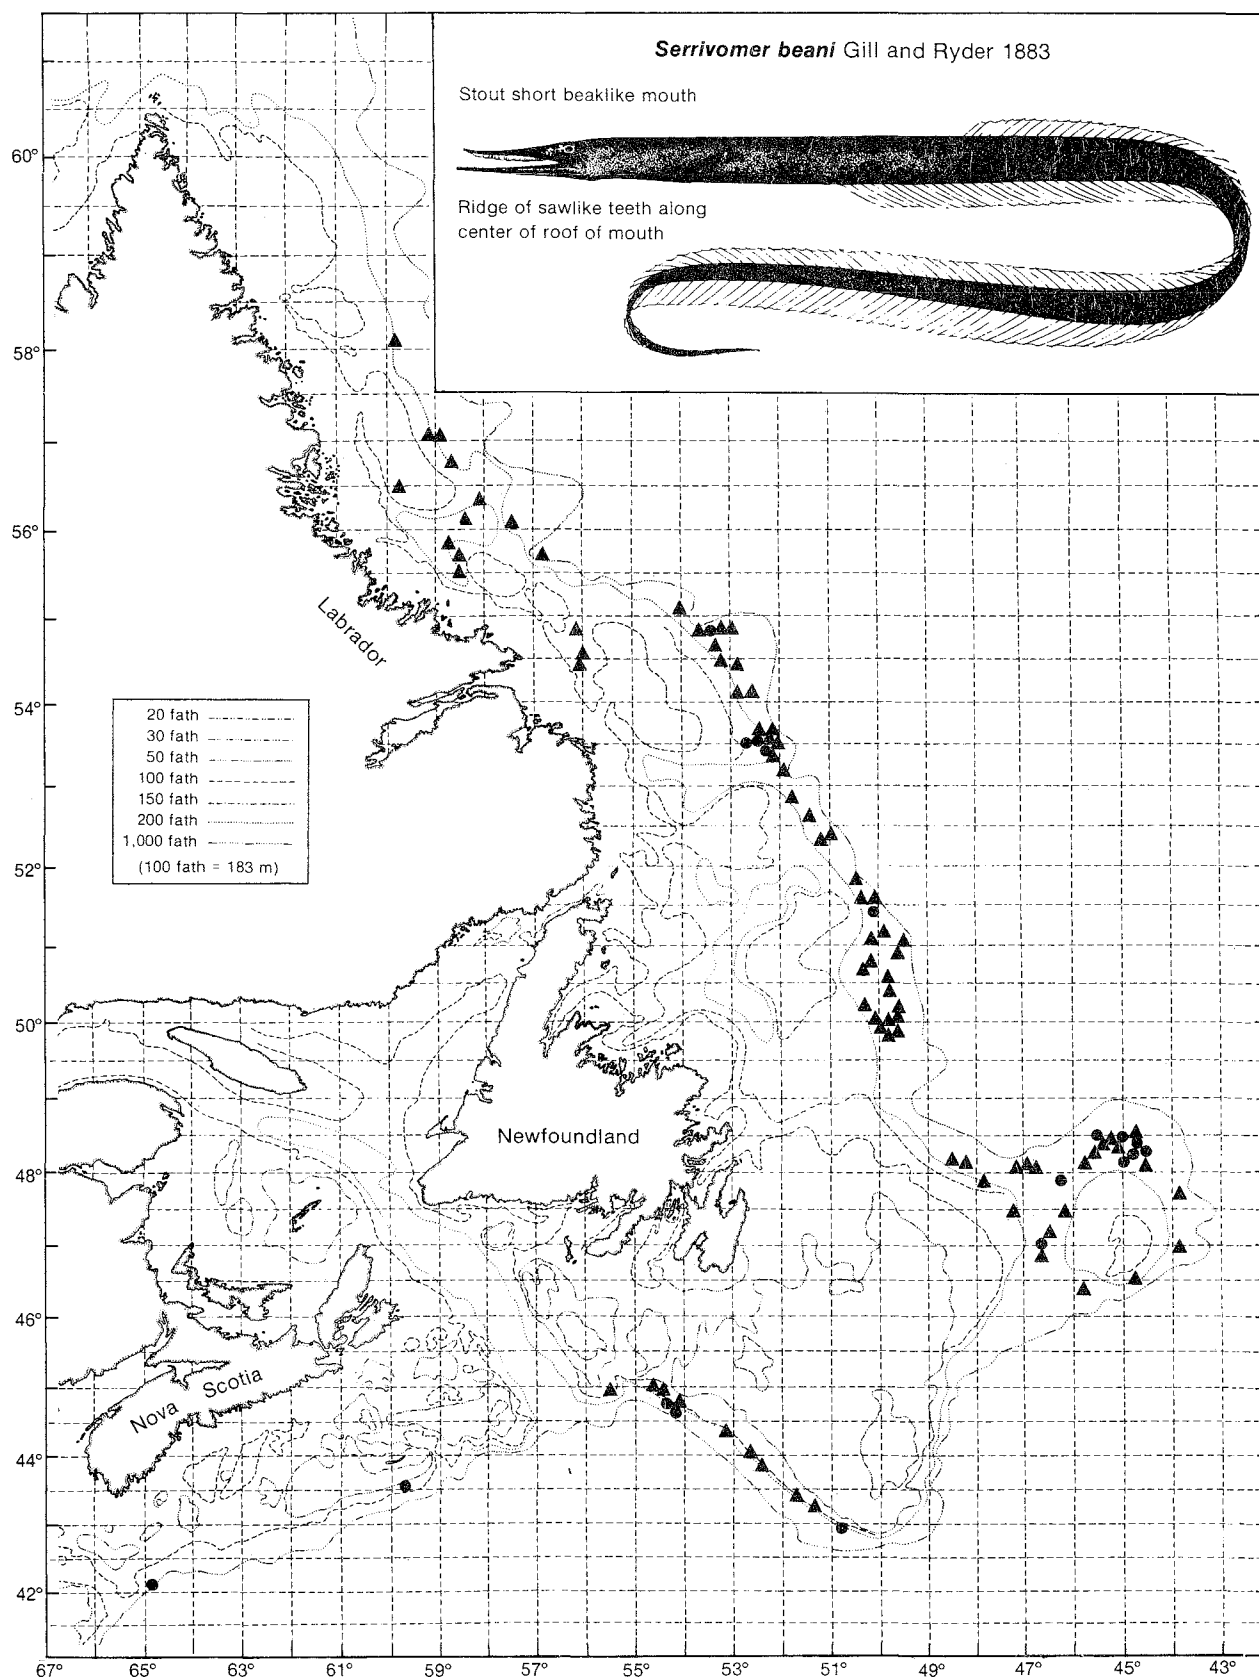 Serrivomer beani Gill and Ryder 1883
Stout short beaklike mouth
Ridge of sawlike teeth along
center of roof of mouth
60°
58°
56°
54°
52°
50°
48°
46°
44°
42°
Labrador
20 fath
30 fath
50 fath
100 fath
150 fath
200 fath
1,000 fath
(100 fath = 183 m)
Newfoundland
Nova Scotia
67° 65° 63° 61° 59° 57° 55° 53° 51° 49° 47° 45° 43°